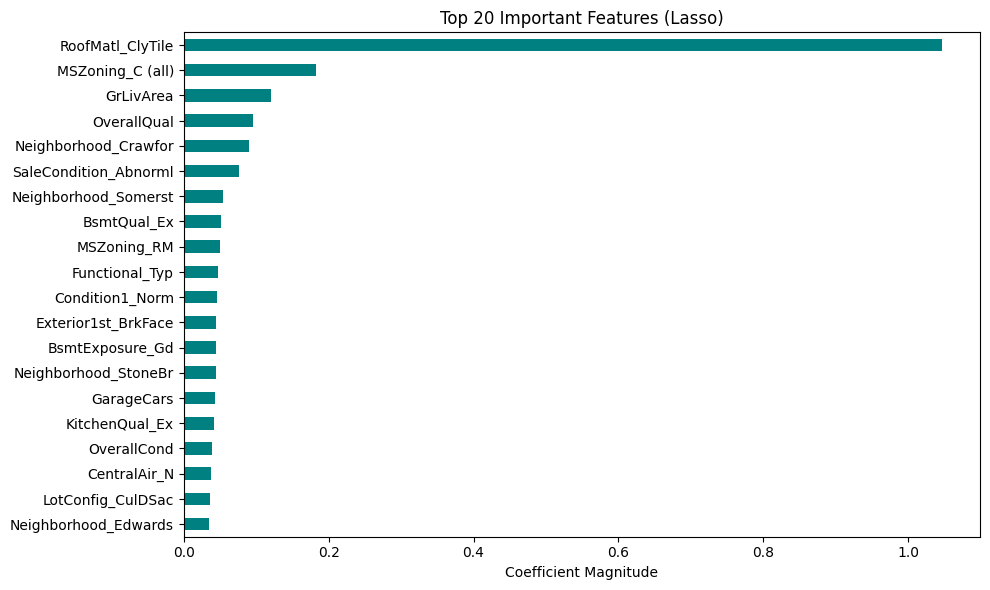 Top 20 Important Features (Lasso)
RoofMatl_ClyTile
MSZoning_C (all)
GrLivArea
OverallQual
Neighborhood_Crawfor
SaleCondition_Abnorml
Neighborhood_Somerst
BsmtQual_Ex
MSZoning_RM
Functional_Typ
Condition1_Norm
Exterior1st_BrkFace
BsmtExposure_Gd
Neighborhood_StoneBr
GarageCars
KitchenQual_Ex
OverallCond
CentralAir_N
LotConfig_CulDSac
Neighborhood_Edwards
0.0 0.2 0.4 0.6 0.8 1.0
Coefficient Magnitude